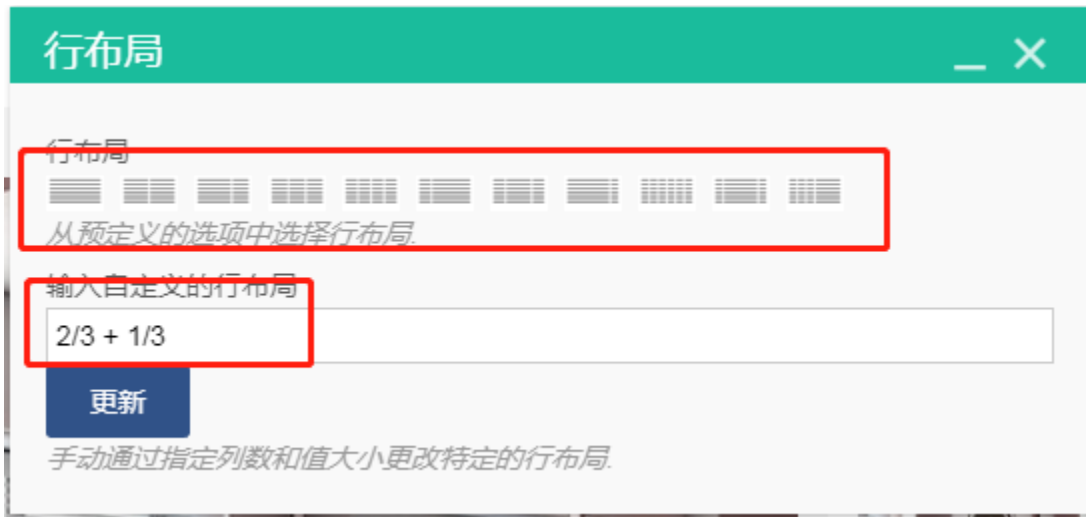 行布局
行布局
从预定义的选项中选择行布局.
输入自定义的行布局
2/3 + 1/3
更新
手动通过指定列数和值大小更改特定的行布局.